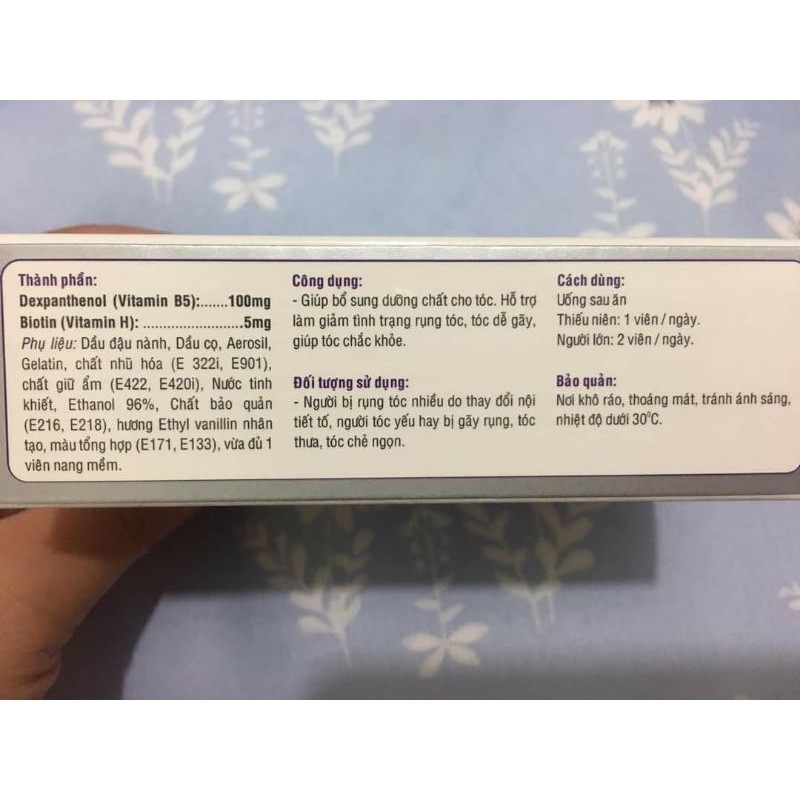 Thành phần:
Dexpanthenol (Vitamin B5):.......100mg
Biotin (Vitamin H): ..........................5mg
Phụ liệu: Dầu đậu nành, Dầu cọ, Aerosil,
Gelatin, chất nhũ hóa (E 322i, E901),
chất giữ ẩm (E422, E420i), Nước tinh
khiết, Ethanol 96%, Chất bảo quản
(E216, E218), hương Ethyl vanillin nhân
tạo, màu tổng hợp (E171, E133), vừa đủ 1
viên nang mềm.
Công dụng:
- Giúp bổ sung dưỡng chất cho tóc. Hỗ trợ
làm giảm tình trạng rụng tóc, tóc dễ gãy,
giúp tóc chắc khỏe.
Đối tượng sử dụng:
- Người bị rụng tóc nhiều do thay đổi nội
tiết tố, người tóc yếu hay bị gãy rụng, tóc
thưa, tóc chẻ ngọn.
Cách dùng:
Uống sau ăn
Thiếu niên: 1 viên / ngày.
Người lớn: 2 viên / ngày.
Bảo quản:
Nơi khô ráo, thoáng mát, tránh ánh sáng,
nhiệt độ dưới 30°C.